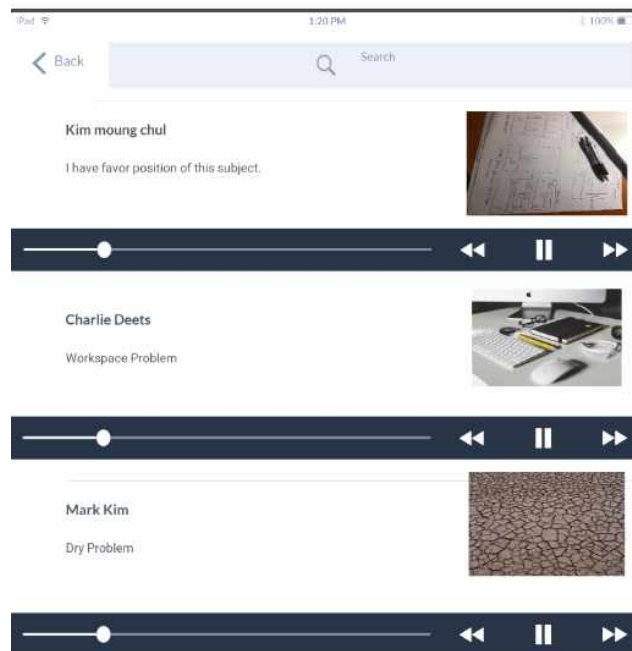 iPad 1:20 PM 100%
Back Search
Kim moung chul
I have favor position of this subject.
Charlie Deets
Workspace Problem
Mark Kim
Dry Problem